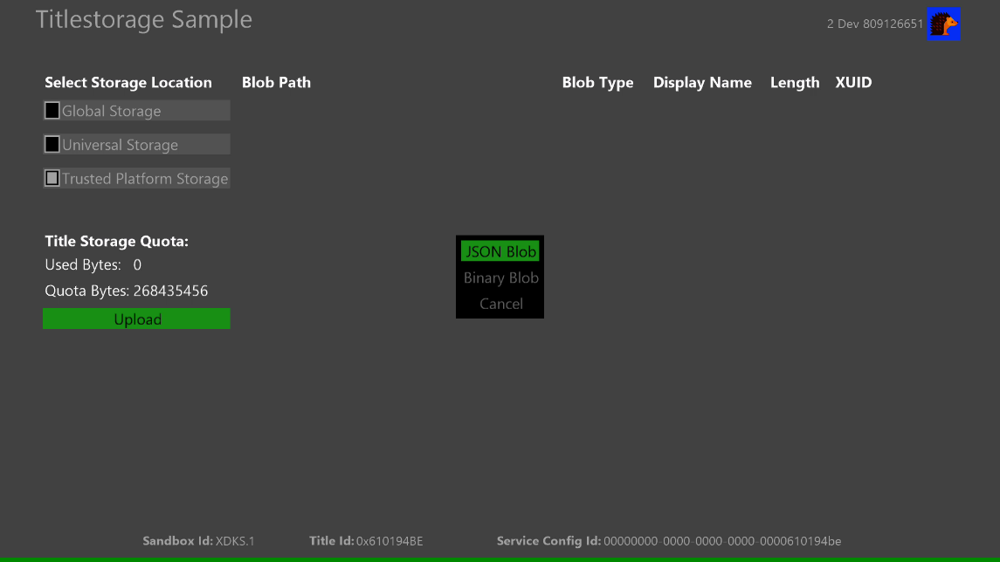 Titlestorage Sample
2 Dev 809126651
Select Storage Location Blob Path Blob Type Display Name Length XUID
Global Storage
Universal Storage
Trusted Platform Storage
Title Storage Quota:
Used Bytes: 0
Quota Bytes: 268435456
Upload
JSON Blob
Binary Blob
Cancel
Sandbox Id: XDKS.1 Title Id: 0x610194BE Service Config Id: 00000000-0000-0000-0000-0000610194be